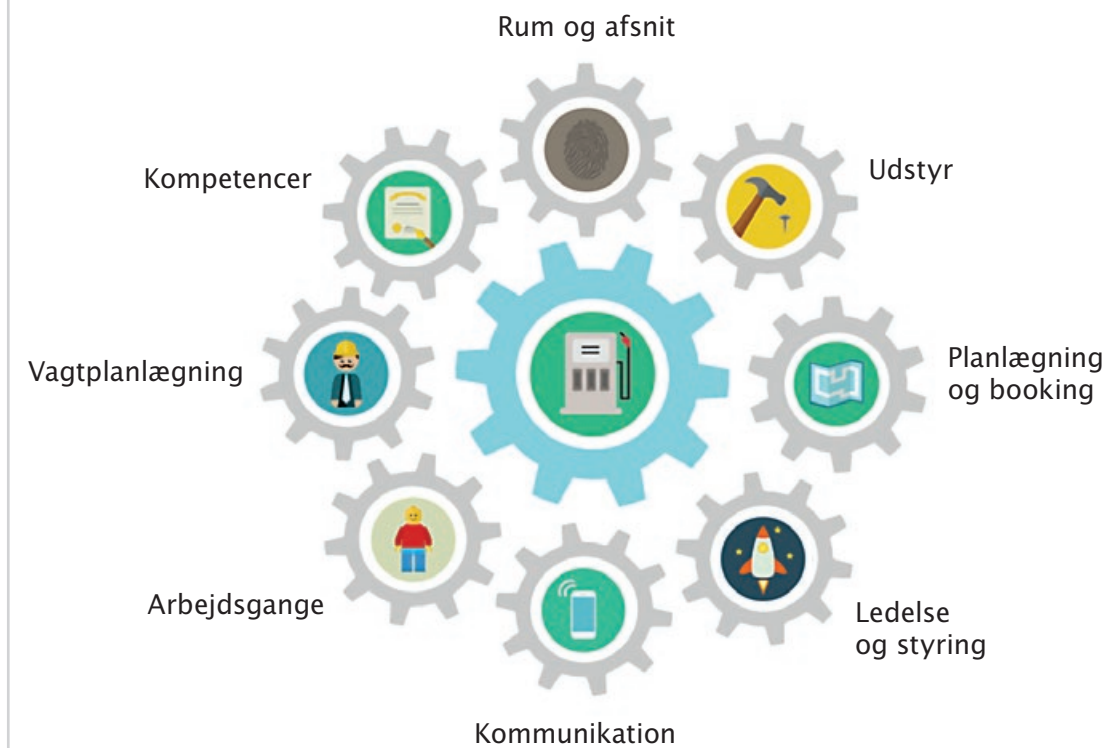 Rum og afsnit
Udstyr
Kompetencer
Planlægning
og booking
Vagtplanlægning
Ledelse
og styring
Arbejdsgange
Kommunikation